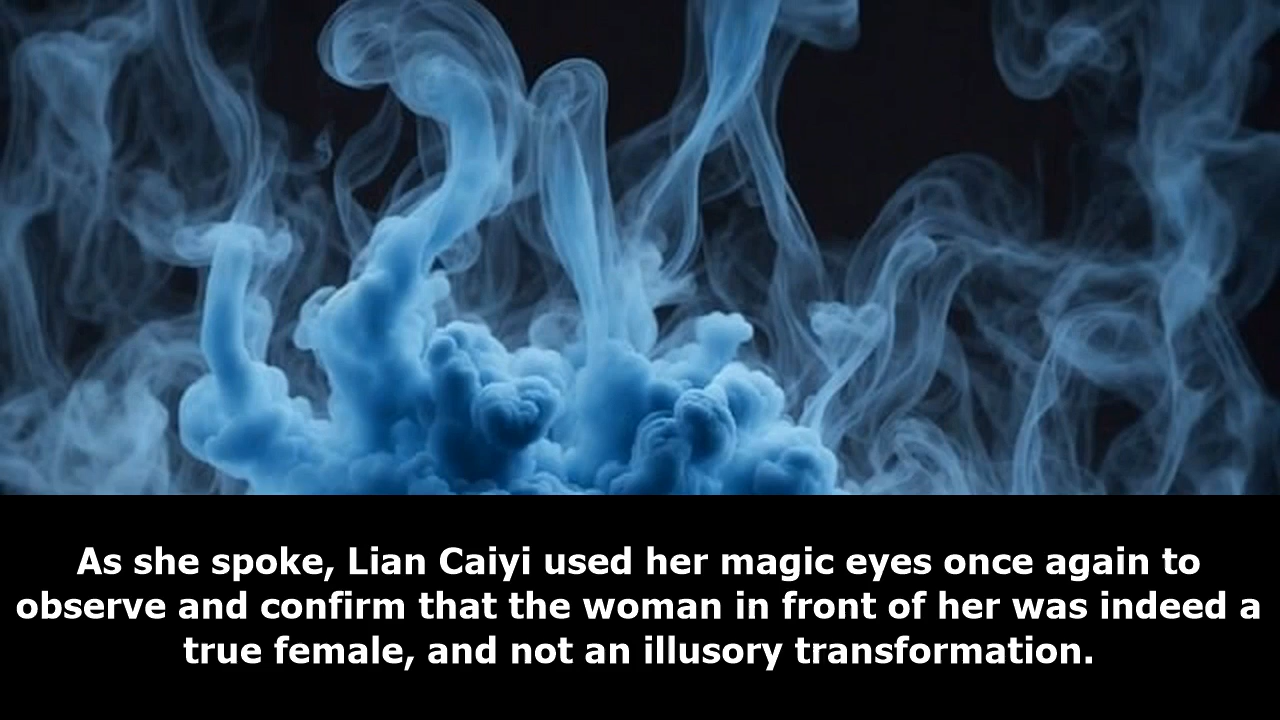 As she spoke, Lian Caiyi used her magic eyes once again to
observe and confirm that the woman in front of her was indeed a
true female, and not an illusory transformation.